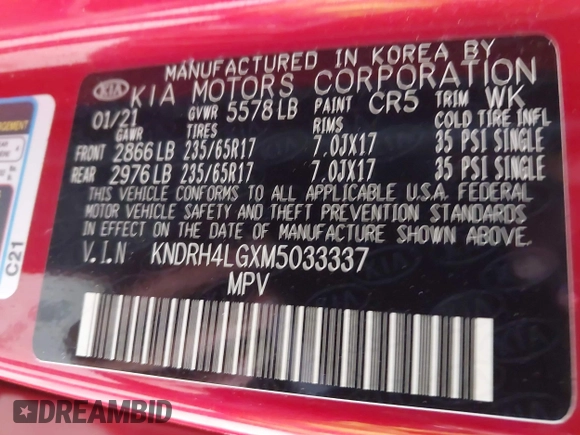 MANUFACTURED IN KOREA BY
KIA KIA MOTORS CORPORATION
01/21 GVWR 5578 LB PAINT CR5 TRIM WK
GAWR TIRES RIMS COLD TIRE INFL
FRONT 2866 LB 235/65R17 7.0JX17 35 PSI SINGLE
REAR 2976 LB 235/65R17 7.0JX17 35 PSI SINGLE
THIS VEHICLE CONFORMS TO ALL APPLICABLE U.S.A. FEDERAL
MOTOR VEHICLE SAFETY AND THEFT PREVENTION STANDARDS
IN EFFECT ON THE DATE OF MANUFACTURE SHOWN ABOVE.
V.I.N KNDRH4LGXM5033337
MPV
C21
DREAMBID